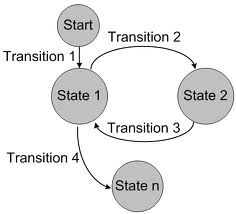 Start
Transition 1
Transition 2
State 1
State 2
Transition 3
Transition 4
State n